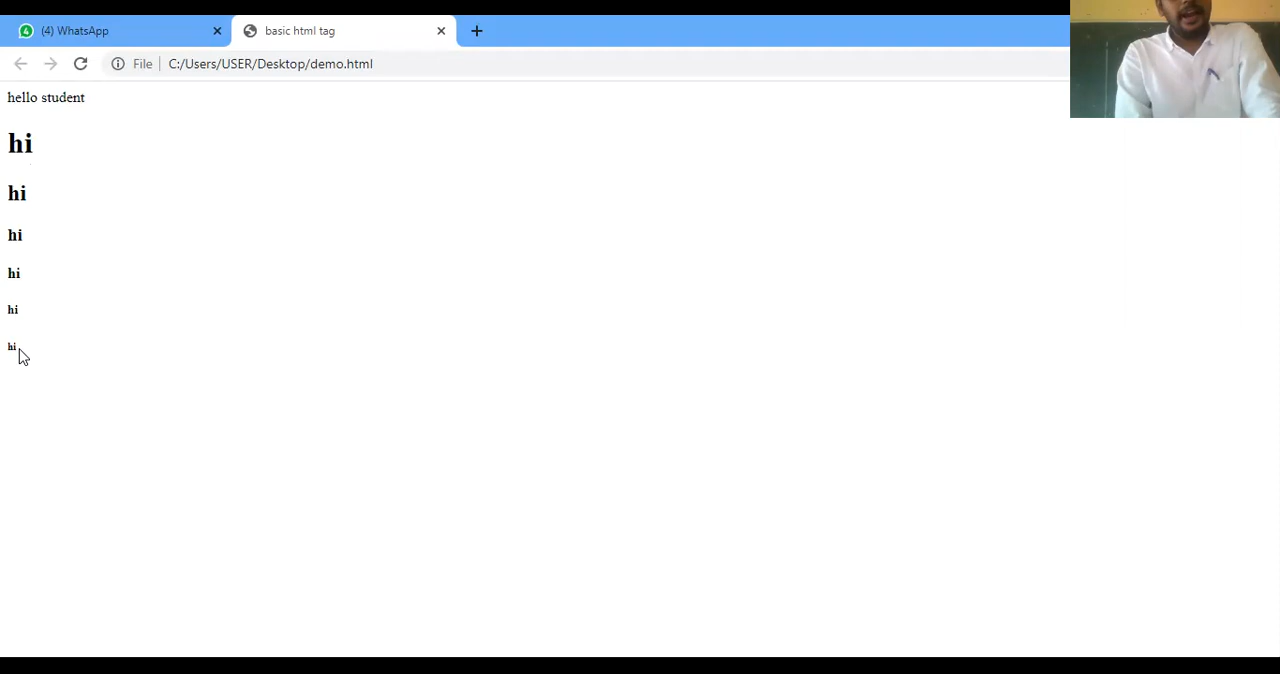 4 (4) WhatsApp
basic html tag
File C:/Users/USER/Desktop/demo.html
hello student
hi
hi
hi
hi
hi
hi